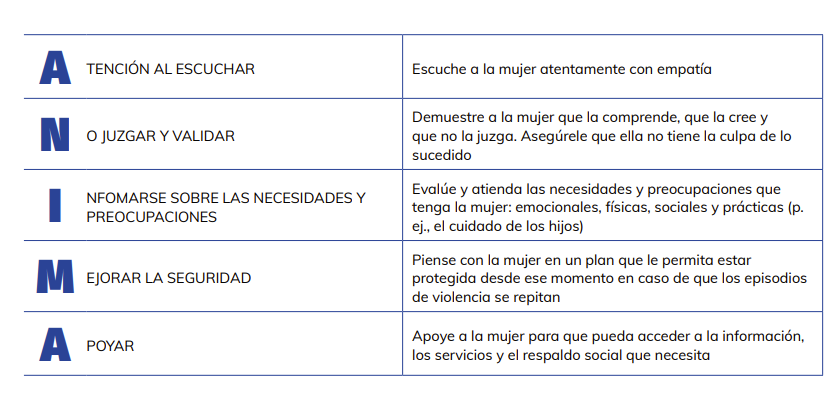 ATENCIÓN AL ESCUCHAR
Escuche a la mujer atentamente con empatía
NO JUZGAR Y VALIDAR
Demuestre a la mujer que la comprende, que la cree y
que no la juzga. Asegúrele que ella no tiene la culpa de lo
sucedido
INFOMARSE SOBRE LAS NECESIDADES Y
PREOCUPACIONES
Evalúe y atienda las necesidades y preocupaciones que
tenga la mujer: emocionales, físicas, sociales y prácticas (p.
ej., el cuidado de los hijos)
MEJORAR LA SEGURIDAD
Piense con la mujer en un plan que le permita estar
protegida desde ese momento en caso de que los episodios
de violencia se repitan
APOYAR
Apoye a la mujer para que pueda acceder a la información,
los servicios y el respaldo social que necesita